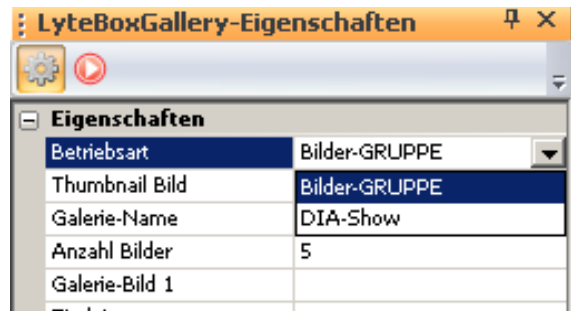 LyteBoxGallery-Eigenschaften
Eigenschaften
Betriebsart Bilder-GRUPPE
Thumbnail Bild Bilder-GRUPPE
Galerie-Name DIA-Show
Anzahl Bilder 5
Galerie-Bild 1